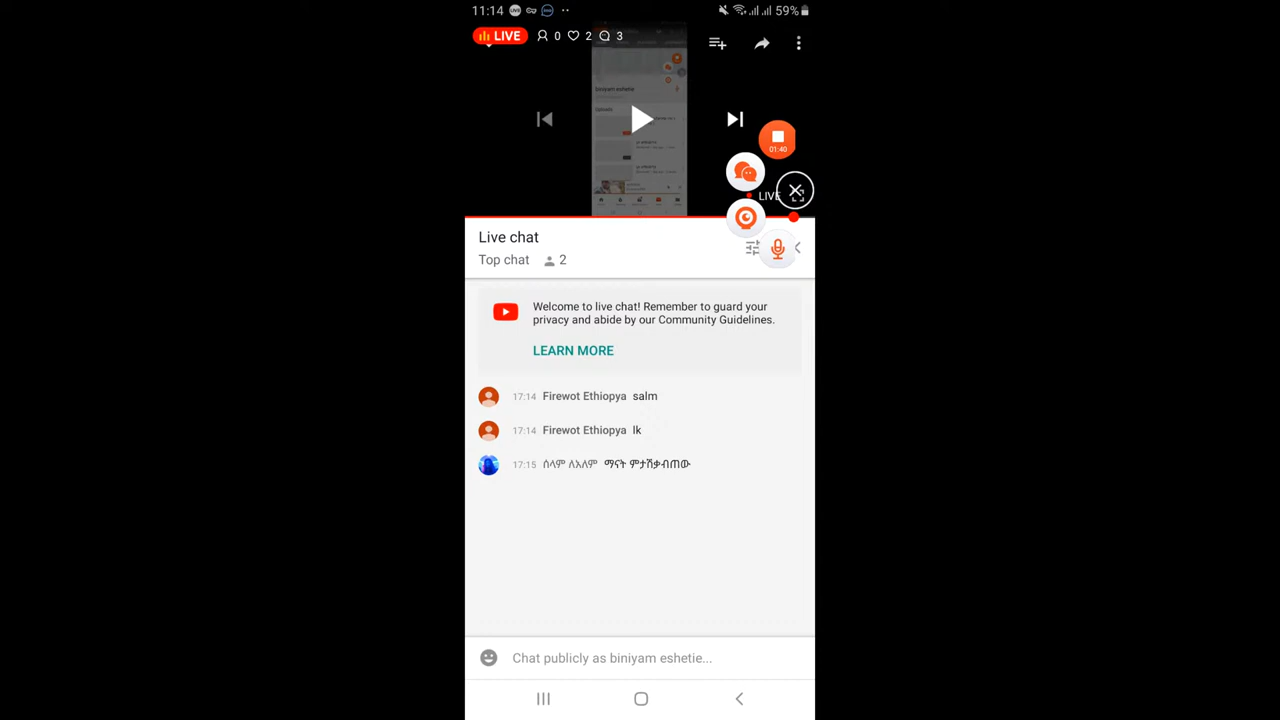 11:14 59%
LIVE 0 2 3
biniyam eshetie
01:40
LIVE
Live chat
Top chat 2
Welcome to live chat! Remember to guard your
privacy and abide by our Community Guidelines.
LEARN MORE
17:14 Firewot Ethiopya salm
17:14 Firewot Ethiopya lk
17:15 ሰላም ለአለም ማናት ምታሽቃብጠው
Chat publicly as biniyam eshetie...